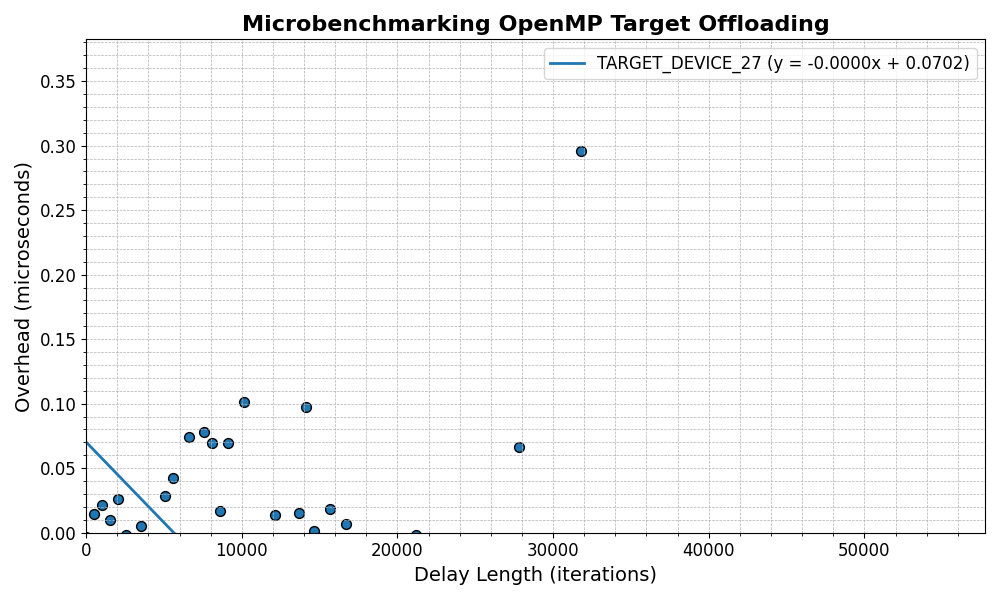 Microbenchmarking OpenMP Target Offloading
TARGET_DEVICE_27 (y = -0.0000x + 0.0702)
Overhead (microseconds)
0.35
0.30
0.25
0.20
0.15
0.10
0.05
0.00
0 10000 20000 30000 40000 50000
Delay Length (iterations)